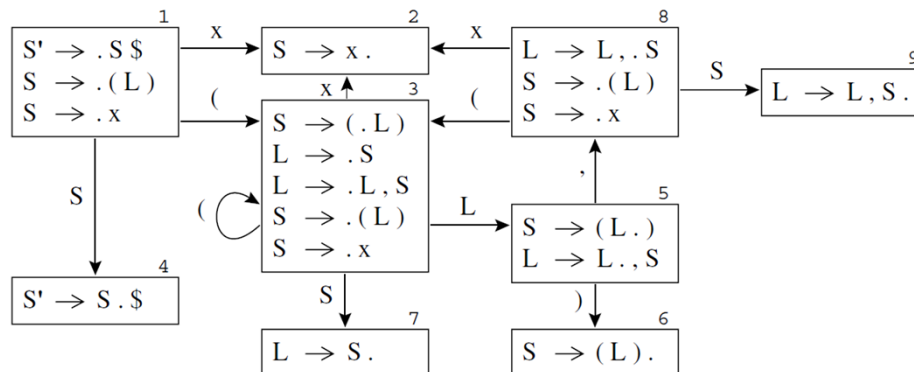 1
S' → . S $
S → . ( L )
S → . x
x
2
S → x .
x
8
L → L , . S
S → . ( L )
S → . x
S
9
L → L , S .
(
x
3
S → ( . L )
L → . S
L → . L , S
S → . ( L )
S → . x
(
(
S
L
,
5
S → ( L . )
L → L . , S
4
S' → S . $
S
7
L → S .
)
6
S → ( L ) .